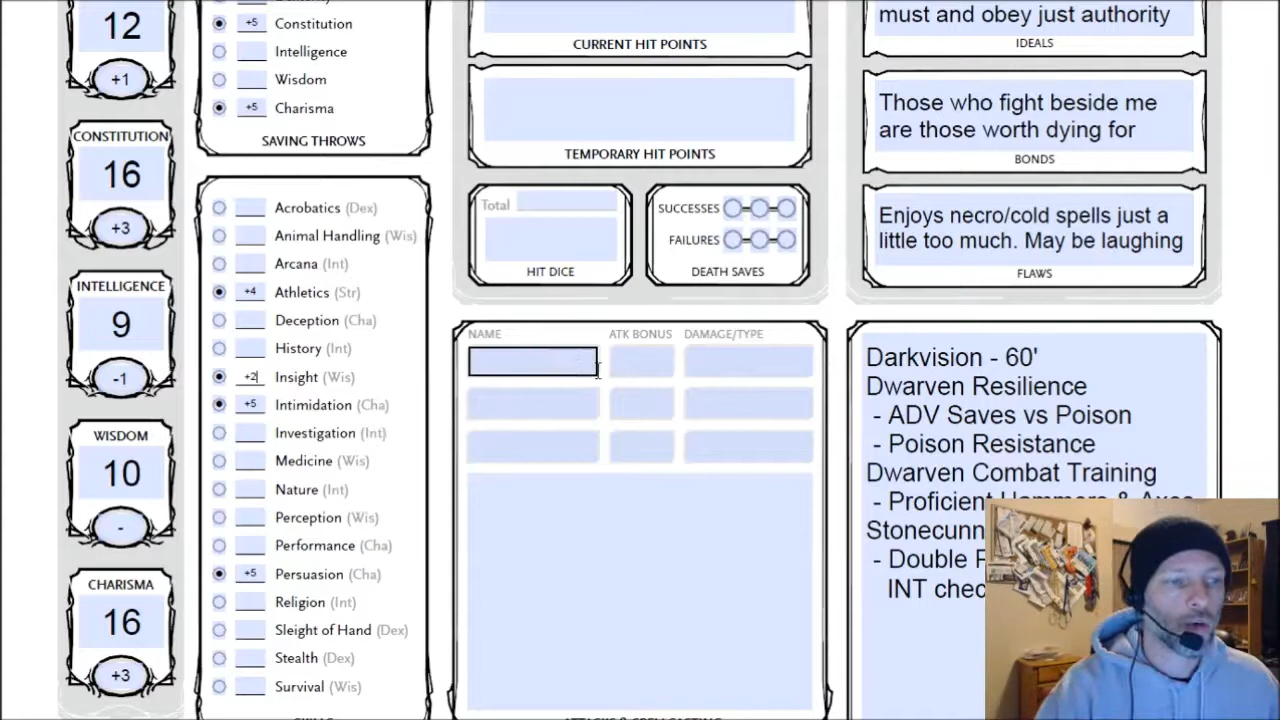 12
+1
CONSTITUTION
16
+3
INTELLIGENCE
9
-1
WISDOM
10
-
CHARISMA
16
+3
+5 Constitution
Intelligence
Wisdom
+5 Charisma
SAVING THROWS
Acrobatics (Dex)
Animal Handling (Wis)
Arcana (Int)
+4 Athletics (Str)
Deception (Cha)
History (Int)
+2 Insight (Wis)
+5 Intimidation (Cha)
Investigation (Int)
Medicine (Wis)
Nature (Int)
Perception (Wis)
Performance (Cha)
+5 Persuasion (Cha)
Religion (Int)
Sleight of Hand (Dex)
Stealth (Dex)
Survival (Wis)
CURRENT HIT POINTS
TEMPORARY HIT POINTS
Total
HIT DICE
SUCCESSES
FAILURES
DEATH SAVES
NAME ATK BONUS DAMAGE/TYPE
must and obey just authority
IDEALS
Those who fight beside me
are those worth dying for
BONDS
Enjoys necro/cold spells just a
little too much. May be laughing
FLAWS
Darkvision - 60'
Dwarven Resilience
- ADV Saves vs Poison
- Poison Resistance
Dwarven Combat Training
- Proficient Hammers & Axes
Stonecunn
- Double
INT chec